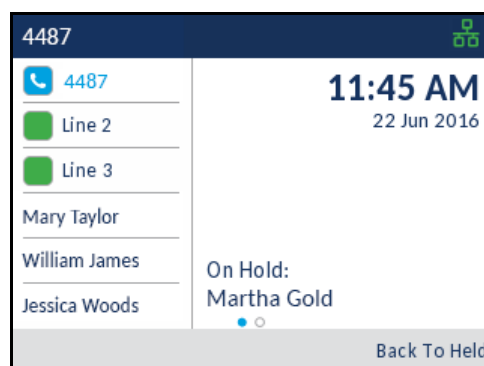 4487
4487
Line 2
Line 3
Mary Taylor
William James
Jessica Woods
11:45 AM
22 Jun 2016
On Hold:
Martha Gold
Back To Held